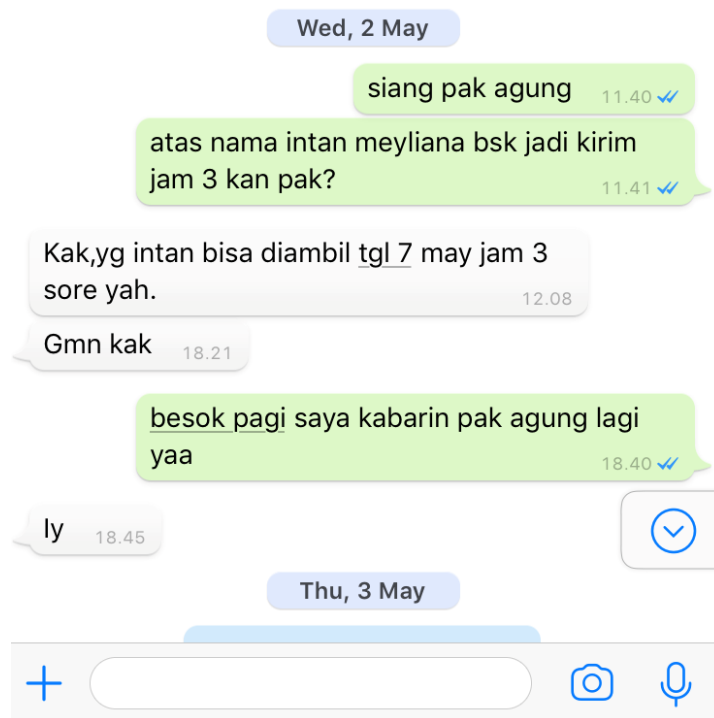 Wed, 2 May
siang pak agung 11.40
atas nama intan meyliana bsk jadi kirim
jam 3 kan pak? 11.41
Kak,yg intan bisa diambil tgl 7 may jam 3
sore yah. 12.08
Gmn kak 18.21
besok pagi saya kabarin pak agung lagi
yaa 18.40
Iy 18.45
Thu, 3 May